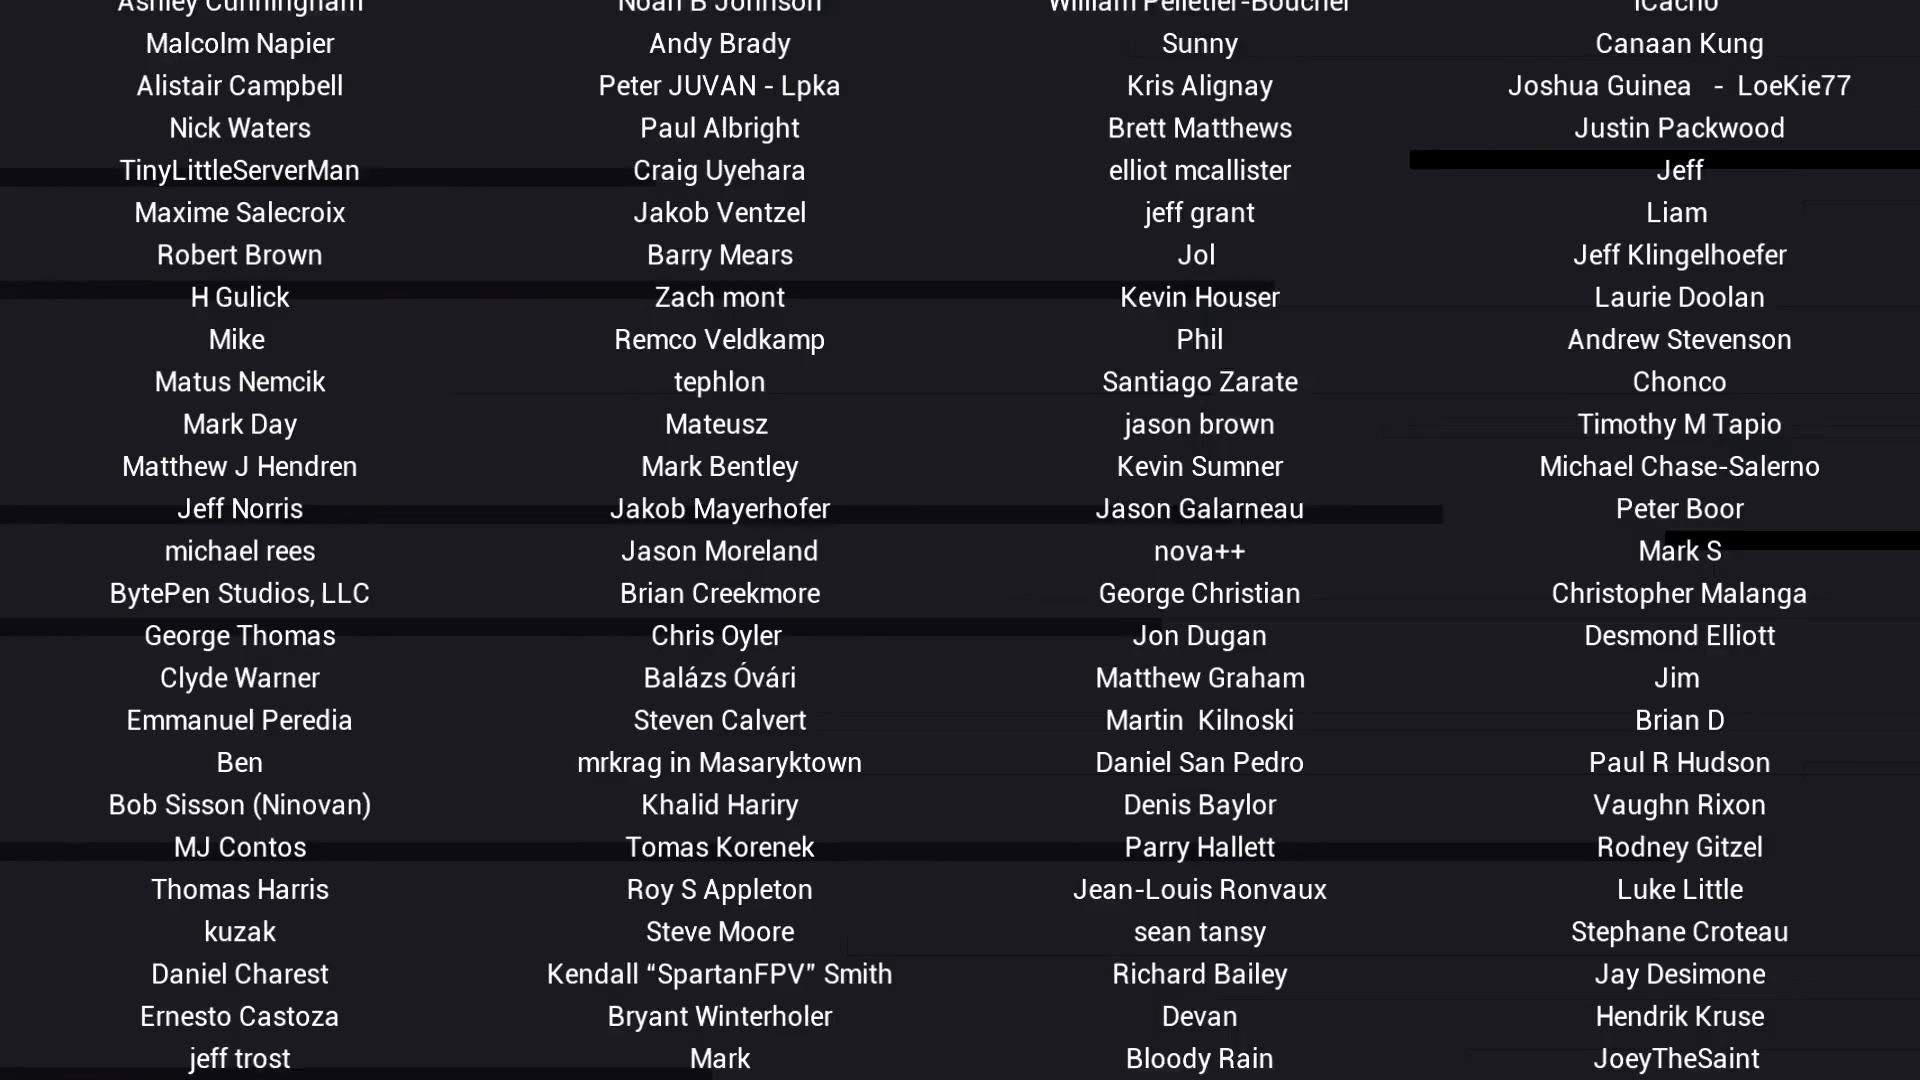 Ashley Cunningham Noah B Johnson William Pelletier-Boucher
Malcolm Napier Andy Brady Sunny Canaan Kung
Alistair Campbell Peter JUVAN - Lpka Kris Alignay Joshua Guinea - LoeKie77
Nick Waters Paul Albright Brett Matthews Justin Packwood
TinyLittleServerMan Craig Uyehara elliot mcallister Jeff
Maxime Salecroix Jakob Ventzel jeff grant Liam
Robert Brown Barry Mears Jol Jeff Klingelhoefer
H Gulick Zach mont Kevin Houser Laurie Doolan
Mike Remco Veldkamp Phil Andrew Stevenson
Matus Nemcik tephlon Santiago Zarate Chonco
Mark Day Mateusz jason brown Timothy M Tapio
Matthew J Hendren Mark Bentley Kevin Sumner Michael Chase-Salerno
Jeff Norris Jakob Mayerhofer Jason Galarneau Peter Boor
michael rees Jason Moreland nova++ Mark S
BytePen Studios, LLC Brian Creekmore George Christian Christopher Malanga
George Thomas Chris Oyler Jon Dugan Desmond Elliott
Clyde Warner Balázs Óvári Matthew Graham Jim
Emmanuel Peredia Steven Calvert Martin Kilnoski Brian D
Ben mrkrag in Masaryktown Daniel San Pedro Paul R Hudson
Bob Sisson (Ninovan) Khalid Hariry Denis Baylor Vaughn Rixon
MJ Contos Tomas Korenek Parry Hallett Rodney Gitzel
Thomas Harris Roy S Appleton Jean-Louis Ronvaux Luke Little
kuzak Steve Moore sean tansy Stephane Croteau
Daniel Charest Kendall “SpartanFPV” Smith Richard Bailey Jay Desimone
Ernesto Castoza Bryant Winterholer Devan Hendrik Kruse
jeff trost Mark Bloody Rain JoeyTheSaint